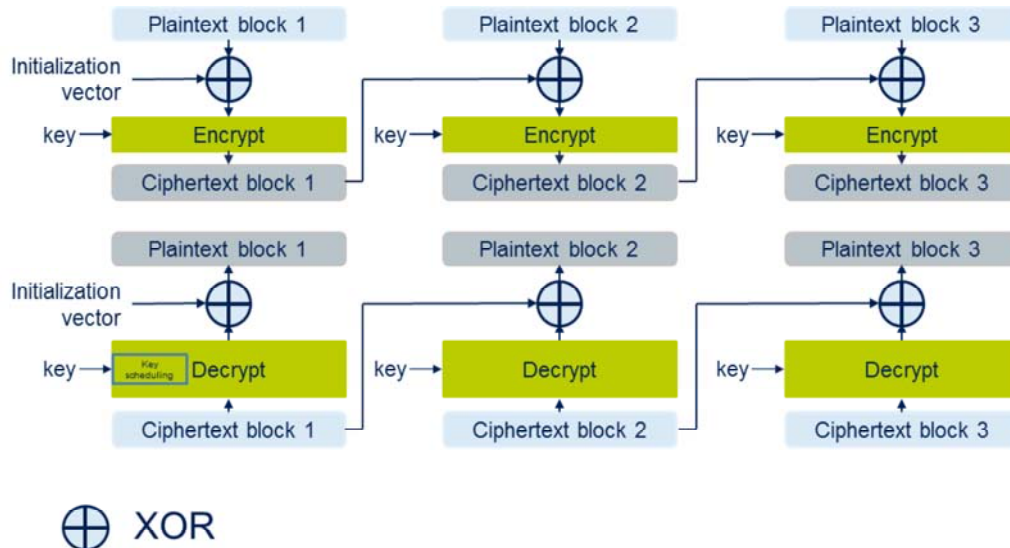 Plaintext block 1
Plaintext block 2
Plaintext block 3
Initialization
vector
key
Encrypt
key
Encrypt
key
Encrypt
Ciphertext block 1
Ciphertext block 2
Ciphertext block 3
Plaintext block 1
Plaintext block 2
Plaintext block 3
Initialization
vector
key
Key
scheduling
Decrypt
key
Decrypt
key
Decrypt
Ciphertext block 1
Ciphertext block 2
Ciphertext block 3
XOR